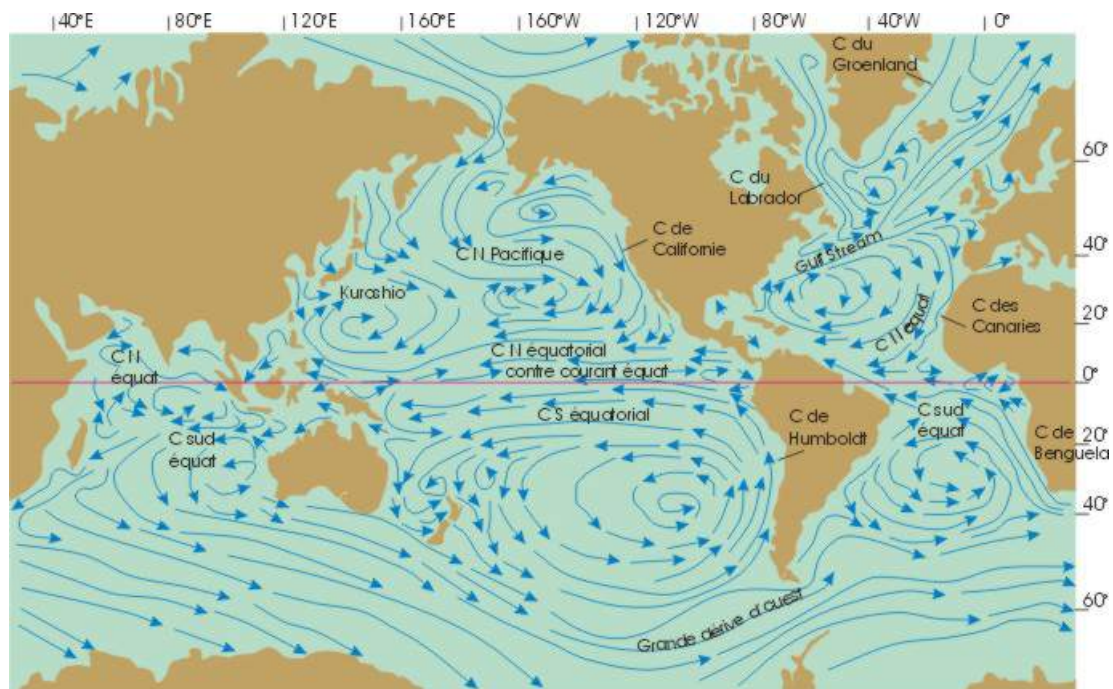 40°E 80°E 120°E 160°E 160°W 120°W 80°W 40°W 0°
C du
Groenland
60°
C du
Labrador
C de
Californie
C N Pacifique
Gulf Stream
40°
Kuroshio
C des
Canaries
20°
C N équat
C N
équat
C N équatorial
contre courant équat
0°
C S équatorial
C de
Humboldt
C sud
équat
C sud
équat
20°
C de
Benguela
40°
Grande dérive d'ouest
60°